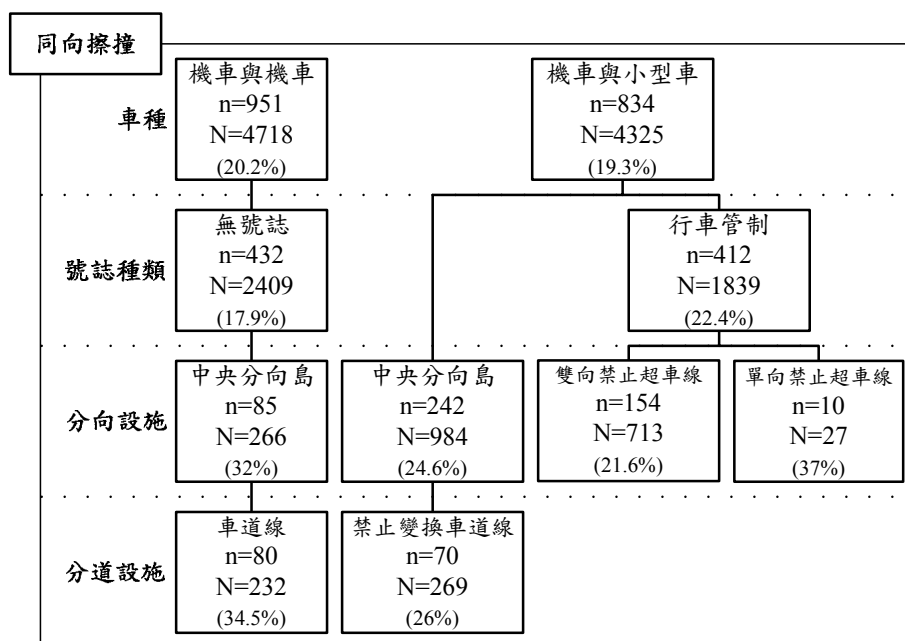 同向擦撞
車種
機車與機車
n=951
N=4718
(20.2%)
機車與小型車
n=834
N=4325
(19.3%)
號誌種類
無號誌
n=432
N=2409
(17.9%)
行車管制
n=412
N=1839
(22.4%)
分向設施
中央分向島
n=85
N=266
(32%)
中央分向島
n=242
N=984
(24.6%)
雙向禁止超車線
n=154
N=713
(21.6%)
單向禁止超車線
n=10
N=27
(37%)
分道設施
車道線
n=80
N=232
(34.5%)
禁止變換車道線
n=70
N=269
(26%)